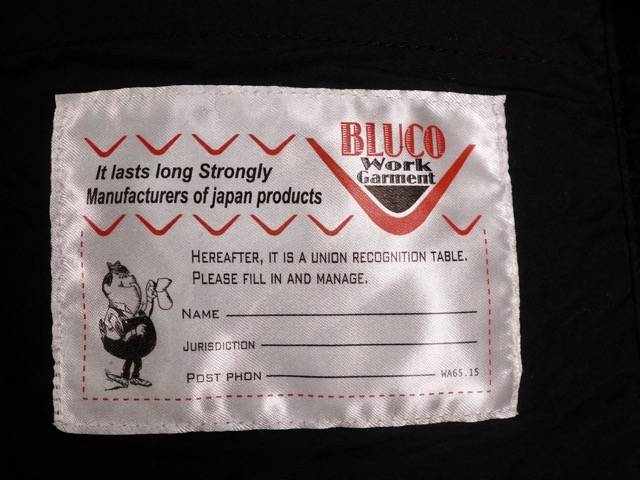 BLUCO
Work
Garment
It lasts long Strongly
Manufacturers of japan products
HEREAFTER, IT IS A UNION RECOGNITION TABLE.
PLEASE FILL IN AND MANAGE.
NAME
JURISDICTION
POST PHON
WA65.15